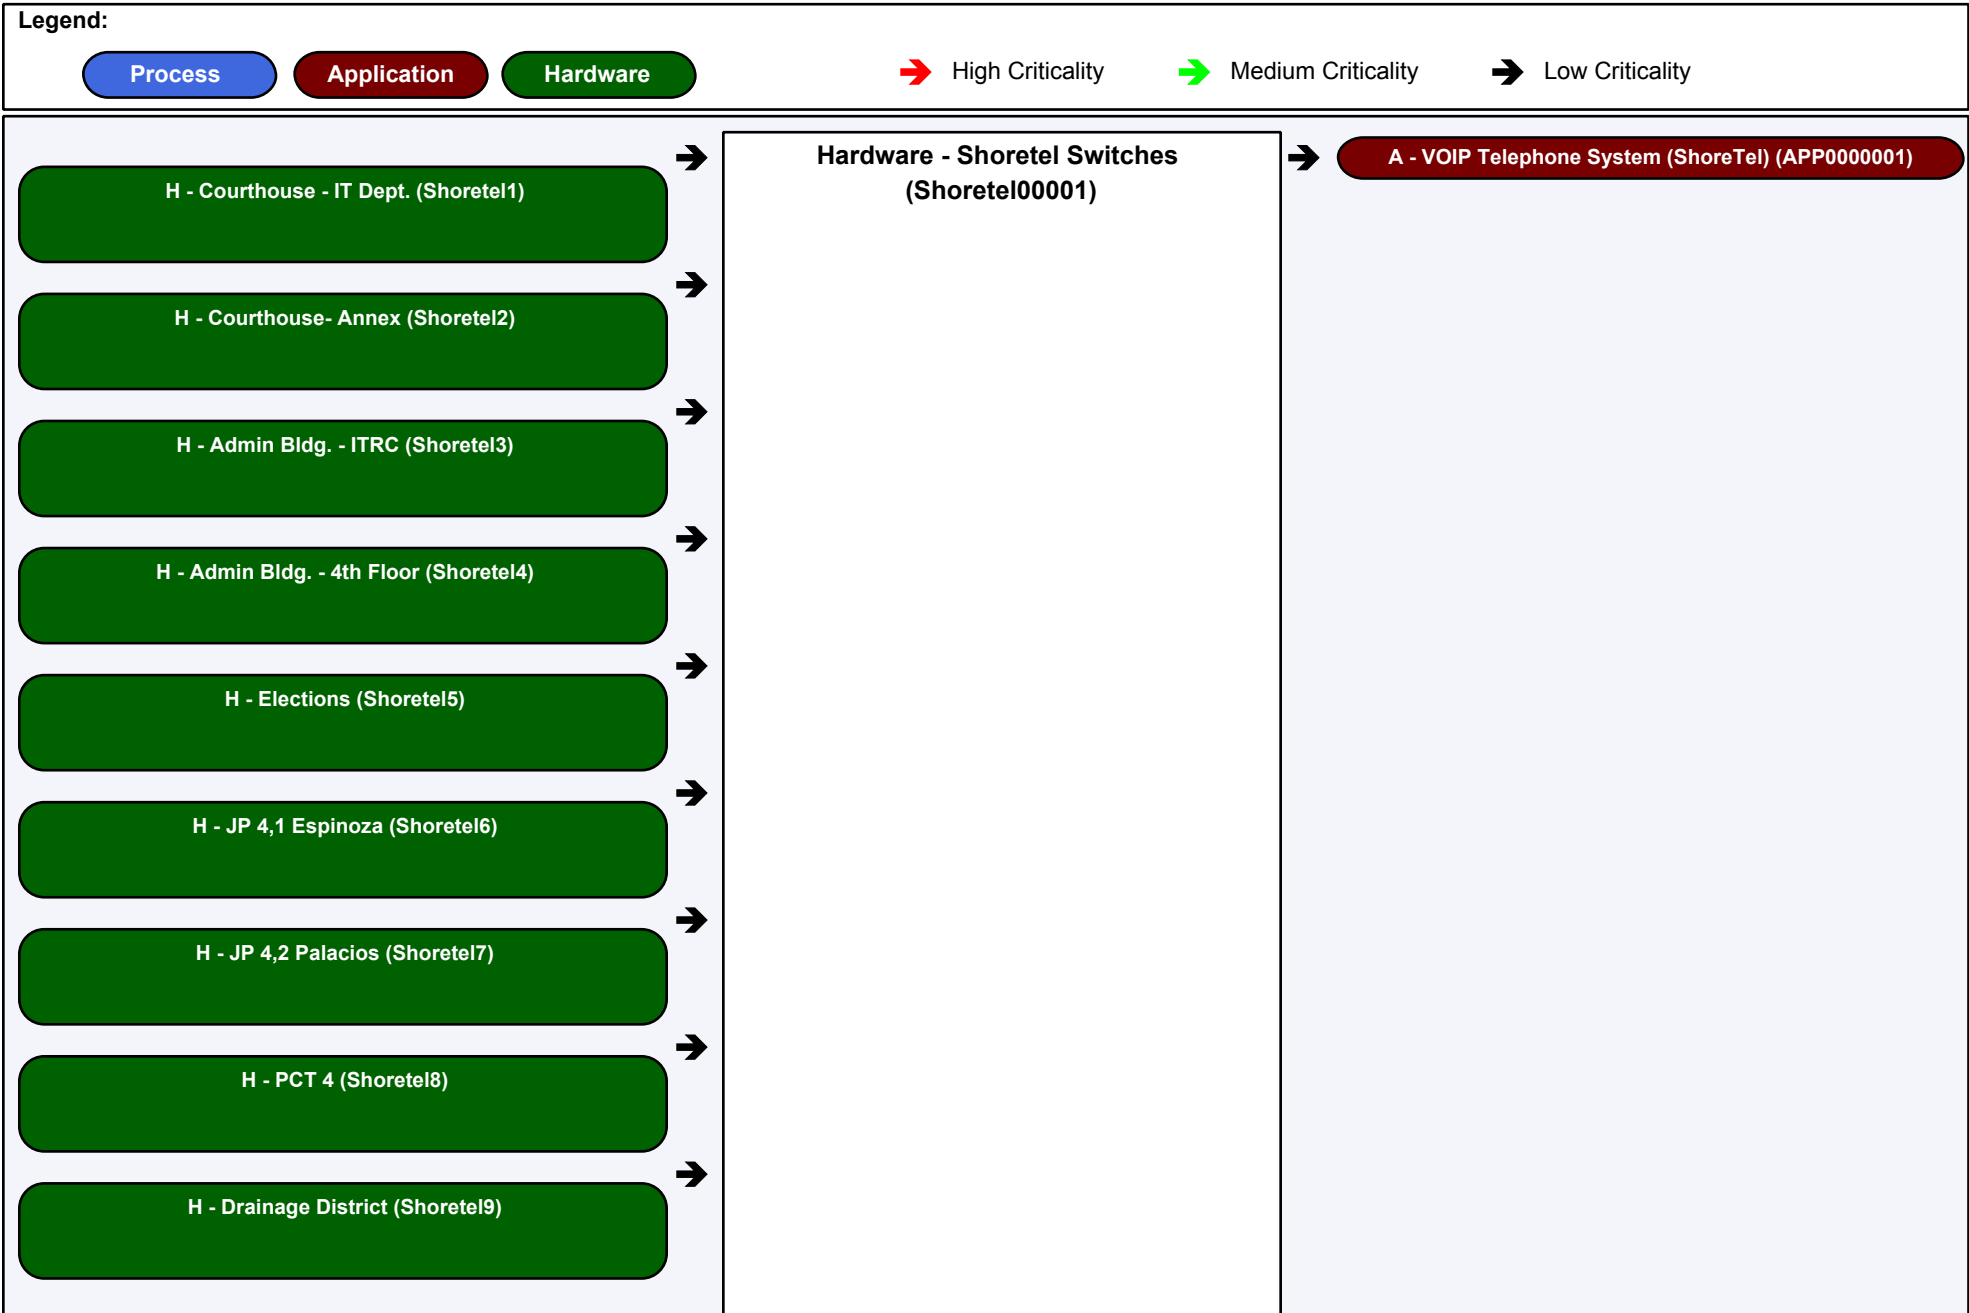 Legend:
Process
Application
Hardware
High Criticality
Medium Criticality
Low Criticality
H - Courthouse - IT Dept. (Shoretel1)
H - Courthouse- Annex (Shoretel2)
H - Admin Bldg. - ITRC (Shoretel3)
H - Admin Bldg. - 4th Floor (Shoretel4)
H - Elections (Shoretel5)
H - JP 4,1 Espinoza (Shoretel6)
H - JP 4,2 Palacios (Shoretel7)
H - PCT 4 (Shoretel8)
H - Drainage District (Shoretel9)
Hardware - Shoretel Switches
(Shoretel00001)
A - VOIP Telephone System (ShoreTel) (APP0000001)